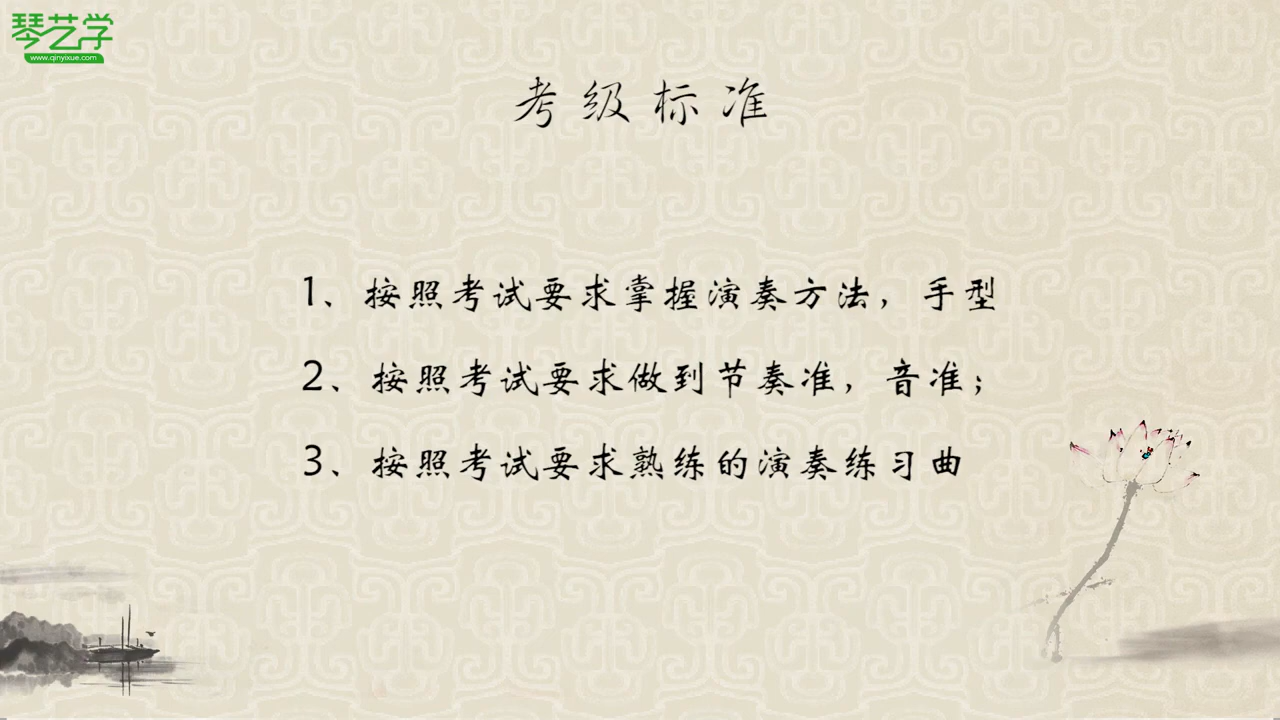 琴艺学
www.qinyixue.com
考级标准
1、按照考试要求掌握演奏方法，手型
2、按照考试要求做到节奏准，音准；
3、按照考试要求熟练的演奏练习曲